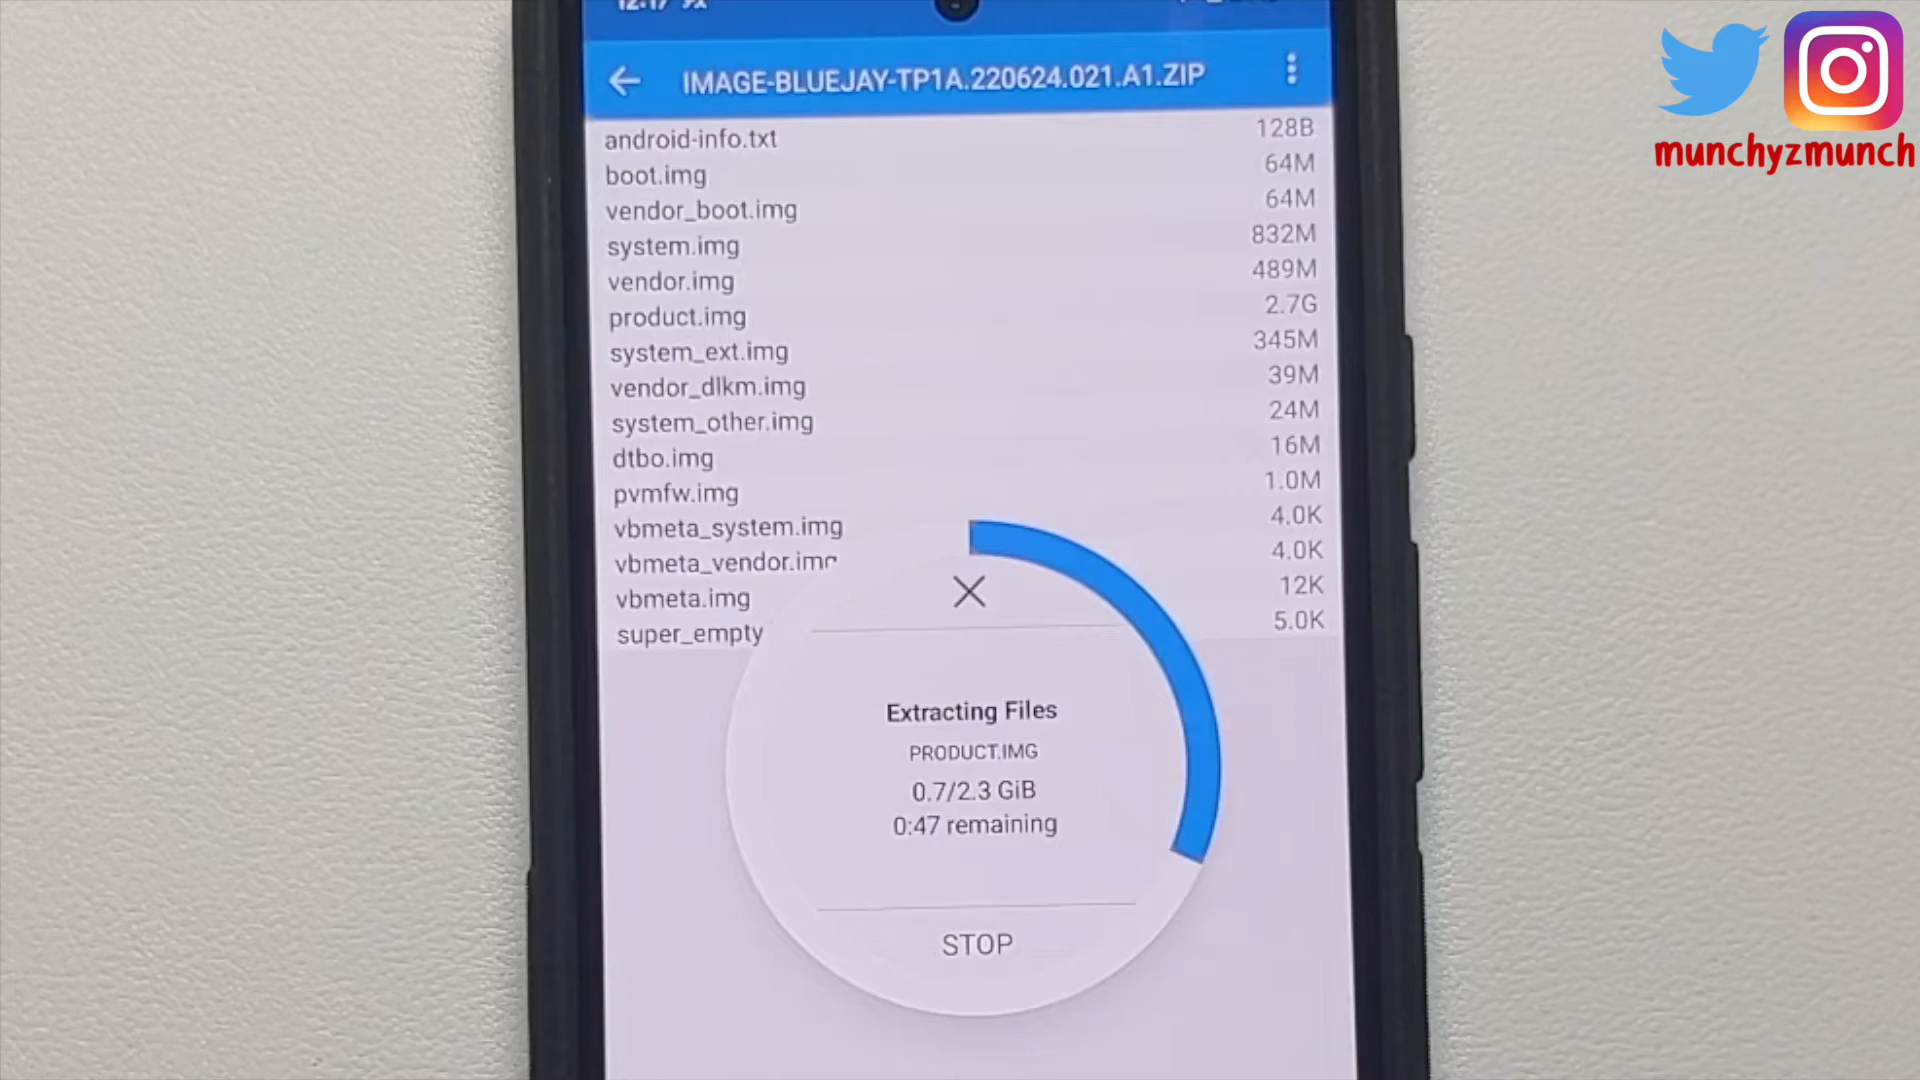 IMAGE-BLUEJAY-TP1A.220624.021.A1.ZIP
android-info.txt 128B
boot.img 64M
vendor_boot.img 64M
system.img 832M
vendor.img 489M
product.img 2.7G
system_ext.img 345M
vendor_dlkm.img 39M
system_other.img 24M
dtbo.img 16M
pvmfw.img 1.0M
vbmeta_system.img 4.0K
vbmeta_vendor.img 4.0K
vbmeta.img 12K
super_empty 5.0K
Extracting Files
PRODUCT.IMG
0.7/2.3 GiB
0:47 remaining
STOP
munchyzmunch